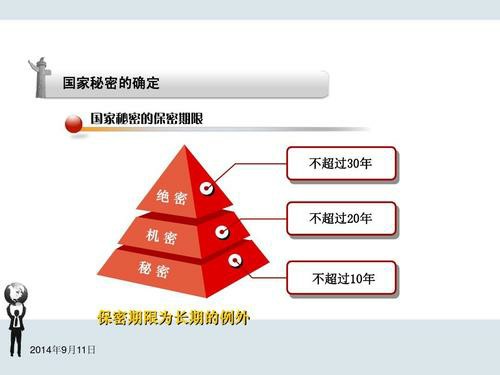 国家秘密的确定
国家秘密的保密期限
绝密
不超过30年
机密
不超过20年
秘密
不超过10年
保密期限为长期的例外
2014年9月11日